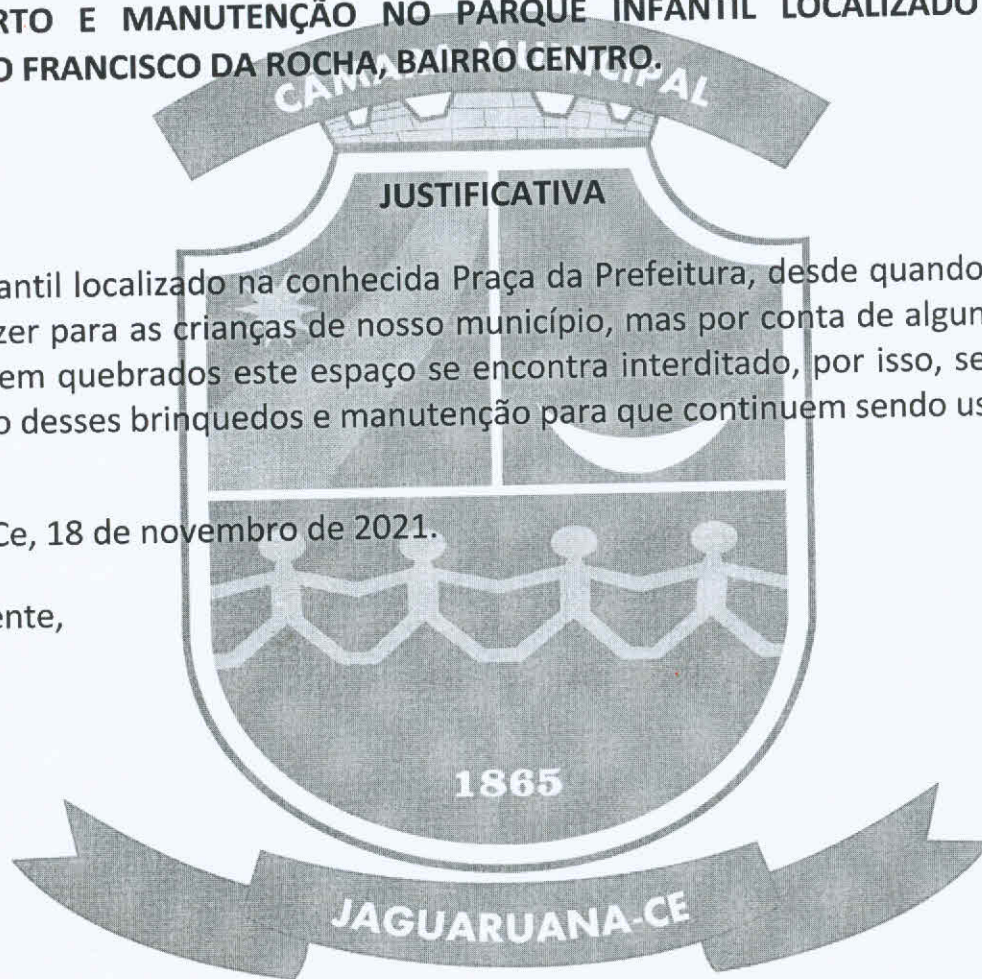 RTO E MANUTENÇÃO NO PARQUE INFANTIL LOCALIZADO
O FRANCISCO DA ROCHA, BAIRRO CENTRO.
CAMARA MUNICIPAL
JUSTIFICATIVA
antil localizado na conhecida Praça da Prefeitura, desde quando
zer para as crianças de nosso município, mas por conta de algun
em quebrados este espaço se encontra interditado, por isso, se
o desses brinquedos e manutenção para que continuem sendo us
Ce, 18 de novembro de 2021.
ente,
1865
JAGUARUANA-CE